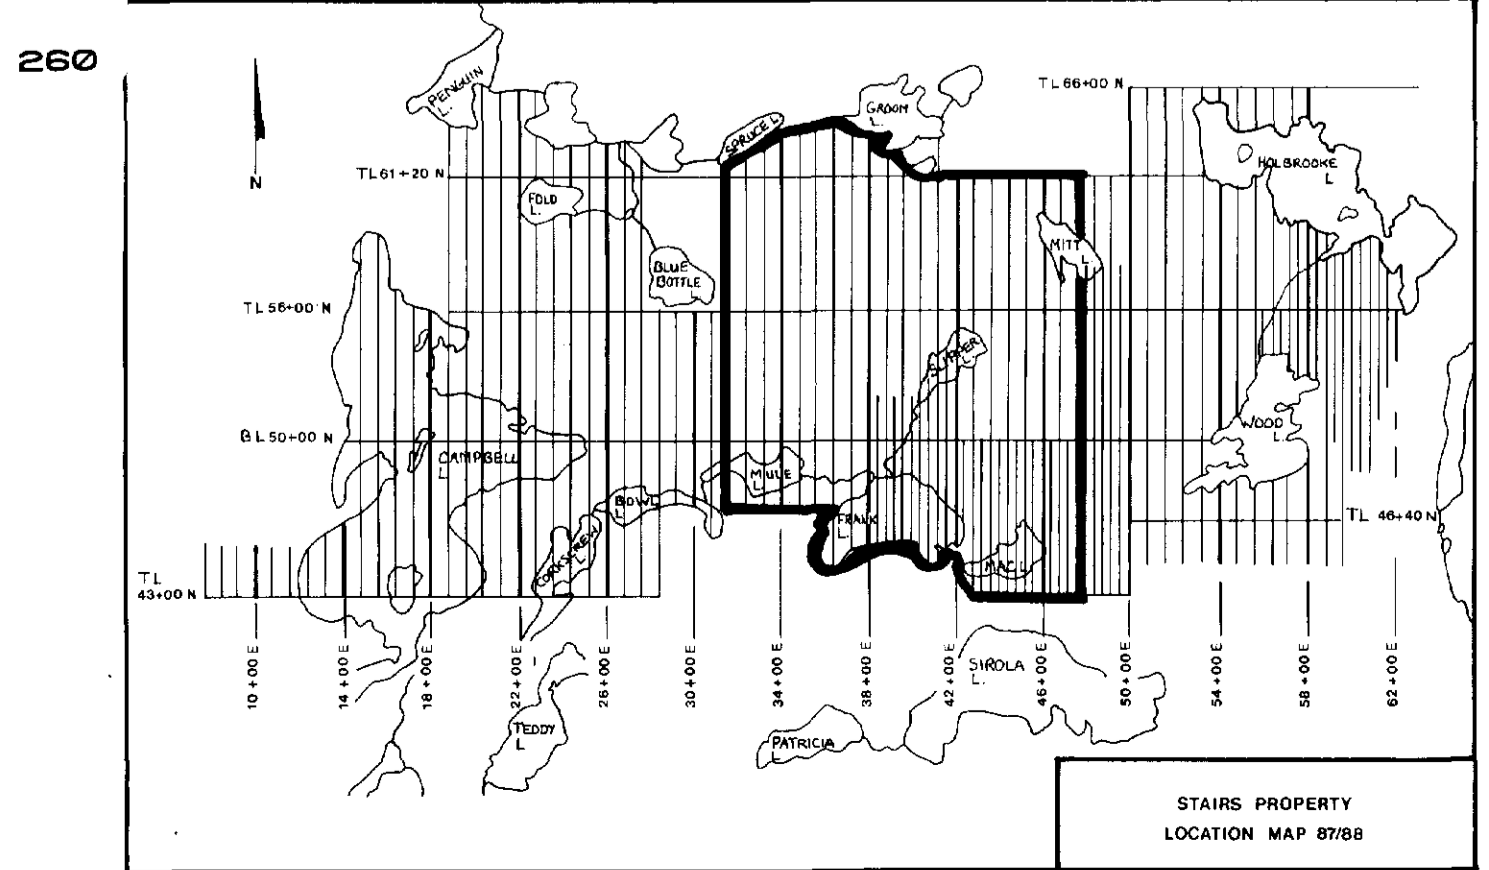 260
PENGUIN
L.
N
SPRUCE L
GROOM
L.
TL 66+00 N
HOLBROOKE
L
TL 61+20 N
FOLD
L.
BLUE
BOTTLE
MITT
L.
TL 56+00 N
SLIPPER
L.
BL 50+00 N
CAMPBELL
L
WOOD
L.
MULE
L
BOWL
L
FRANK
L.
TL 46+40 N
CORKSCREW
L.
MAC L
TL
43+00 N
10+00 E
14+00 E
18+00 E
22+00 E
26+00 E
30+00 E
34+00 E
38+00 E
42+00 E
46+00 E
50+00 E
54+00 E
58+00 E
62+00 E
SIROLA
L.
TEDDY
L
PATRICIA
L
STAIRS PROPERTY
LOCATION MAP 87/88